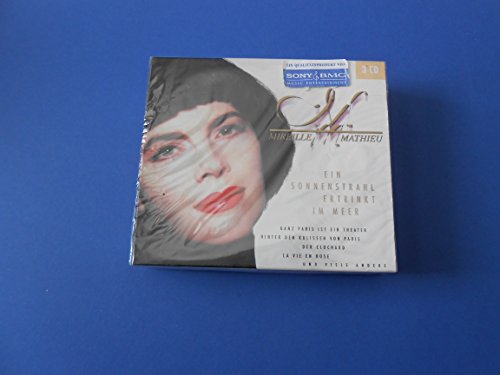 EIN QUALITÄTSPRODUKT VON
SONY BMG
MUSIC ENTERTAINMENT
3 CD
M
MIREILLE MATHIEU
EIN
SONNENSTRAHL
ERTRINKT
IM MEER
GANZ PARIS IST EIN THEATER
HINTER DEN KULISSEN VON PARIS
DER CLOCHARD
LA VIE EN ROSE
UND VIELE ANDERE